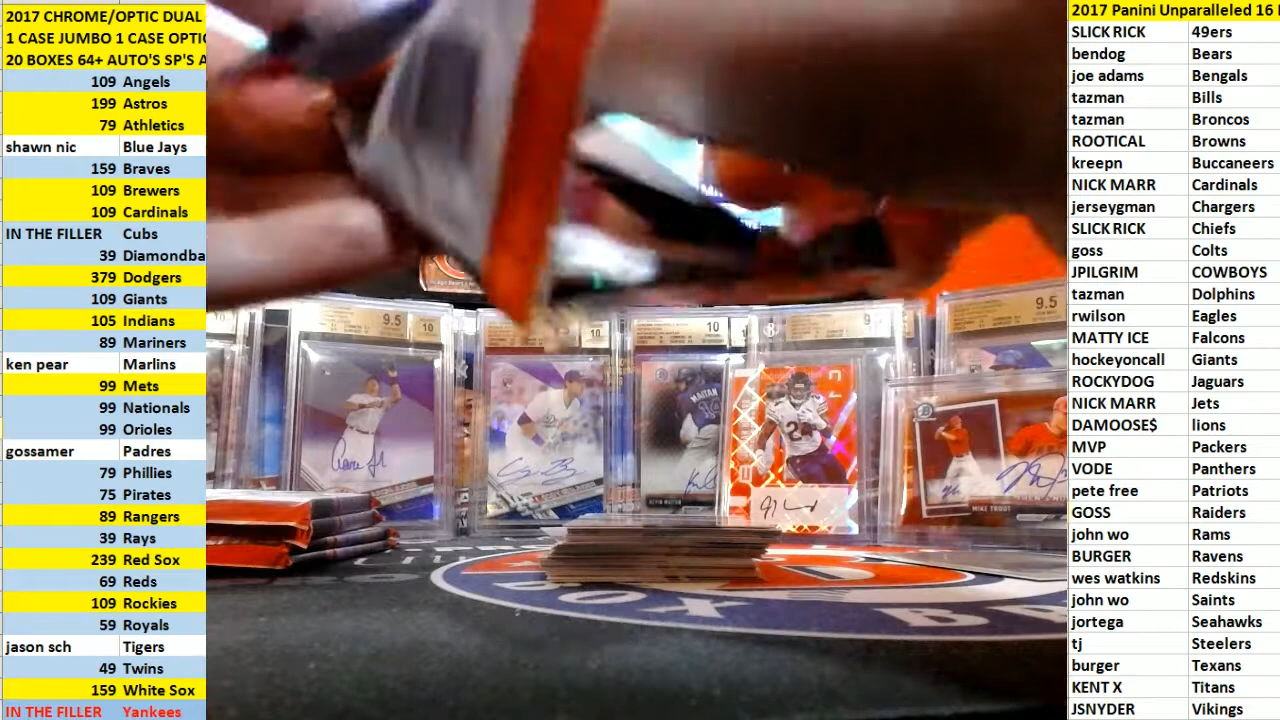 2017 CHROME/OPTIC DUAL
1 CASE JUMBO 1 CASE OPTIC
20 BOXES 64+ AUTO'S SP'S A
109 Angels
199 Astros
79 Athletics
shawn nic Blue Jays
159 Braves
109 Brewers
109 Cardinals
IN THE FILLER Cubs
39 Diamondba
379 Dodgers
109 Giants
105 Indians
89 Mariners
ken pear Marlins
99 Mets
99 Nationals
99 Orioles
gossamer Padres
79 Phillies
75 Pirates
89 Rangers
39 Rays
239 Red Sox
69 Reds
109 Rockies
59 Royals
jason sch Tigers
49 Twins
159 White Sox
IN THE FILLER Yankees
9.5
10
10
10
9.5
MAITAN
KEVIN MAITAN
24
MIKE TROUT
BOX BR
2017 Panini Unparalleled 16
SLICK RICK 49ers
bendog Bears
joe adams Bengals
tazman Bills
tazman Broncos
ROOTICAL Browns
kreepn Buccaneers
NICK MARR Cardinals
jerseygman Chargers
SLICK RICK Chiefs
goss Colts
JPILGRIM COWBOYS
tazman Dolphins
rwilson Eagles
MATTY ICE Falcons
hockeyoncall Giants
ROCKYDOG Jaguars
NICK MARR Jets
DAMOOSE$ lions
MVP Packers
VODE Panthers
pete free Patriots
GOSS Raiders
john wo Rams
BURGER Ravens
wes watkins Redskins
john wo Saints
jortega Seahawks
tj Steelers
burger Texans
KENT X Titans
JSNYDER Vikings